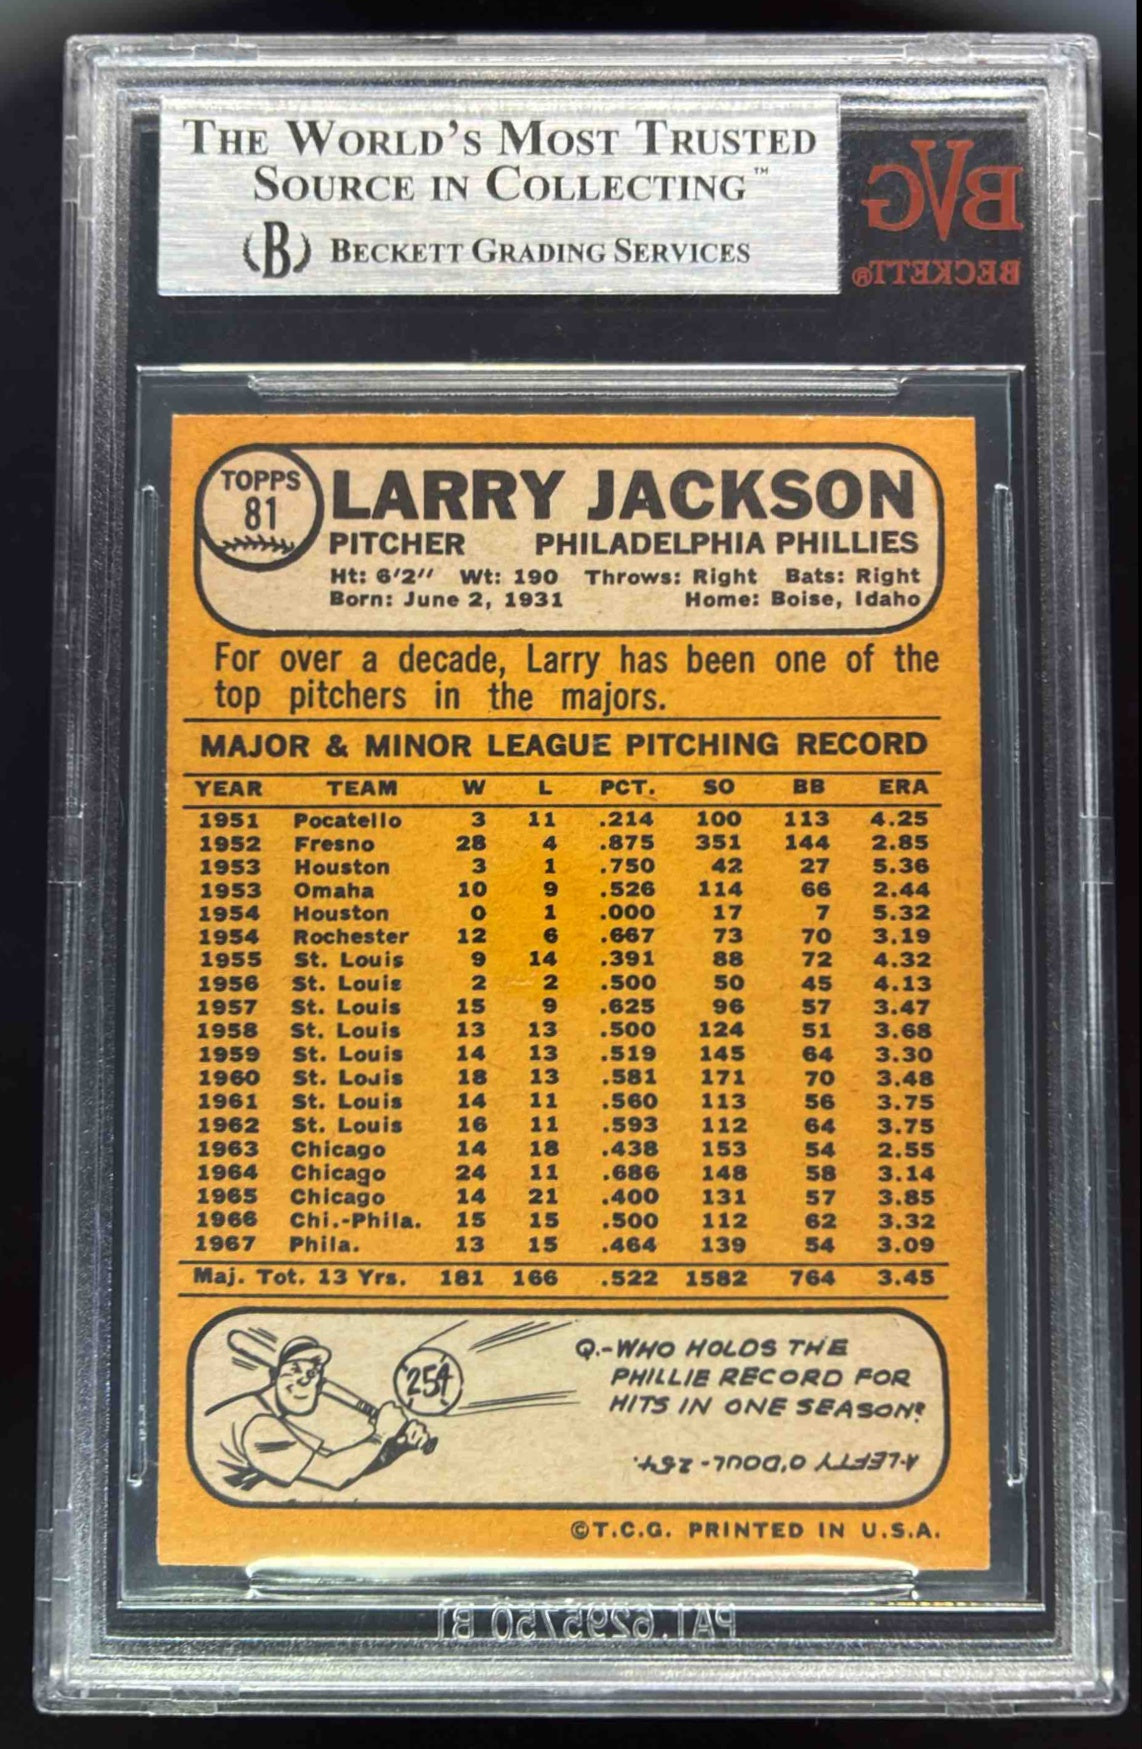 THE WORLD'S MOST TRUSTED
SOURCE IN COLLECTING™
(B) BECKETT GRADING SERVICES
BVG
BECKETT®
TOPPS
81
LARRY JACKSON
PITCHER PHILADELPHIA PHILLIES
Ht: 6'2" Wt: 190 Throws: Right Bats: Right
Born: June 2, 1931 Home: Boise, Idaho
For over a decade, Larry has been one of the
top pitchers in the majors.
MAJOR & MINOR LEAGUE PITCHING RECORD
YEAR TEAM W L PCT. SO BB ERA
1951 Pocatello 3 11 .214 100 113 4.25
1952 Fresno 28 4 .875 351 144 2.85
1953 Houston 3 1 .750 42 27 5.36
1953 Omaha 10 9 .526 114 66 2.44
1954 Houston 0 1 .000 17 7 5.32
1954 Rochester 12 6 .667 73 70 3.19
1955 St. Louis 9 14 .391 88 72 4.32
1956 St. Louis 2 2 .500 50 45 4.13
1957 St. Louis 15 9 .625 96 57 3.47
1958 St. Louis 13 13 .500 124 51 3.68
1959 St. Louis 14 13 .519 145 64 3.30
1960 St. Louis 18 13 .581 171 70 3.48
1961 St. Louis 14 11 .560 113 56 3.75
1962 St. Louis 16 11 .593 112 64 3.75
1963 Chicago 14 18 .438 153 54 2.55
1964 Chicago 24 11 .686 148 58 3.14
1965 Chicago 14 21 .400 131 57 3.85
1966 Chi.-Phila. 15 15 .500 112 62 3.32
1967 Phila. 13 15 .464 139 54 3.09
Maj. Tot. 13 Yrs. 181 166 .522 1582 764 3.45
254
Q.-WHO HOLDS THE
PHILLIE RECORD FOR
HITS IN ONE SEASON?
A-LEFTY O'DOUL-254.
©T.C.G. PRINTED IN U.S.A.
PAT.6295750 B1